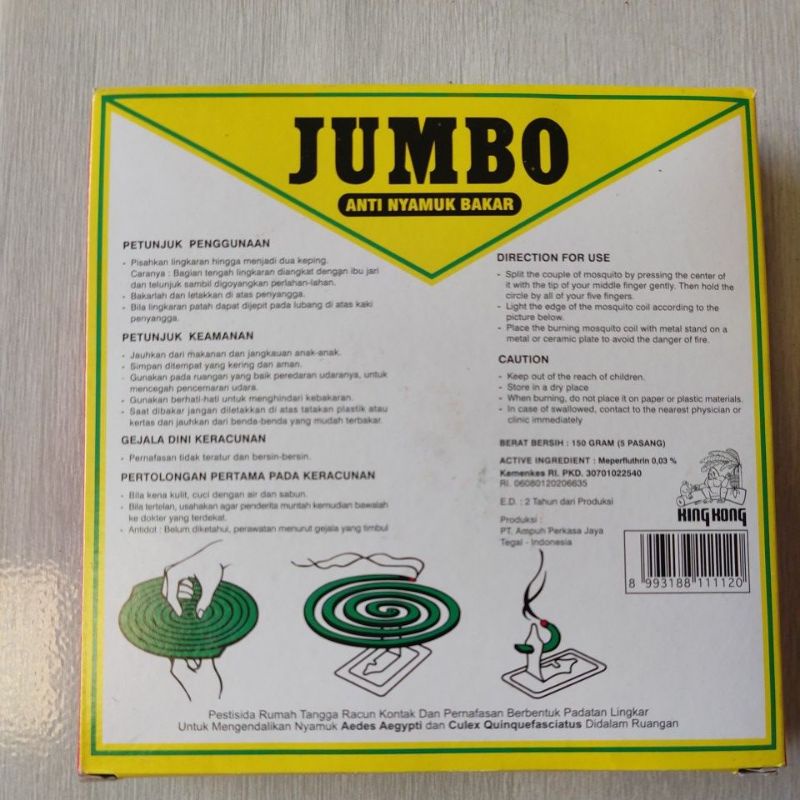 JUMBO
ANTI NYAMUK BAKAR
PETUNJUK PENGGUNAAN
- Pisahkan lingkaran hingga menjadi dua keping.
Caranya : Bagian tengah lingkaran diangkat dengan ibu jari
dan telunjuk sambil digoyangkan perlahan-lahan.
- Bakarlah dan letakkan di atas penyangga.
- Bila lingkaran patah dapat dijepit pada lubang di atas kaki
penyangga.
PETUNJUK KEAMANAN
- Jauhkan dari makanan dan jangkauan anak-anak.
- Simpan ditempat yang kering dan aman.
- Gunakan pada ruangan yang baik peredaran udaranya, untuk
mencegah pencemaran udara.
- Gunakan berhati-hati untuk menghindari kebakaran.
- Saat dibakar jangan diletakkan di atas tatakan plastik atau
kertas dan jauhkan dari benda-benda yang mudah terbakar.
GEJALA DINI KERACUNAN
- Pernafasan tidak teratur dan bersin-bersin.
PERTOLONGAN PERTAMA PADA KERACUNAN
- Bila kena kulit, cuci dengan air dan sabun.
- Bila tertelan, usahakan agar penderita muntah kemudian bawalah
ke dokter yang terdekat.
- Antidot : Belum diketahui, perawatan menurut gejala yang timbul
DIRECTION FOR USE
- Split the couple of mosquito by pressing the center of
it with the tip of your middle finger gently. Then hold the
circle by all of your five fingers.
- Light the edge of the mosquito coil according to the
picture below.
- Place the burning mosquito coil with metal stand on a
metal or ceramic plate to avoid the danger of fire.
CAUTION
- Keep out of the reach of children.
- Store in a dry place
- When burning, do not place it on paper or plastic materials.
- In case of swallowed, contact to the nearest physician or
clinic immediately
BERAT BERSIH : 150 GRAM (5 PASANG)
ACTIVE INGREDIENT : Meperfluthrin 0,03 %
Kemenkes RI. PKD. 30701022540
RI. 06080120206635
E.D. : 2 Tahun dari Produksi
Produksi :
PT. Ampuh Perkasa Jaya
Tegal - Indonesia
KING KONG
8 993188 111120
Pestisida Rumah Tangga Racun Kontak Dan Pernafasan Berbentuk Padatan Lingkar
Untuk Mengendalikan Nyamuk Aedes Aegypti dan Culex Quinquefasciatus Didalam Ruangan